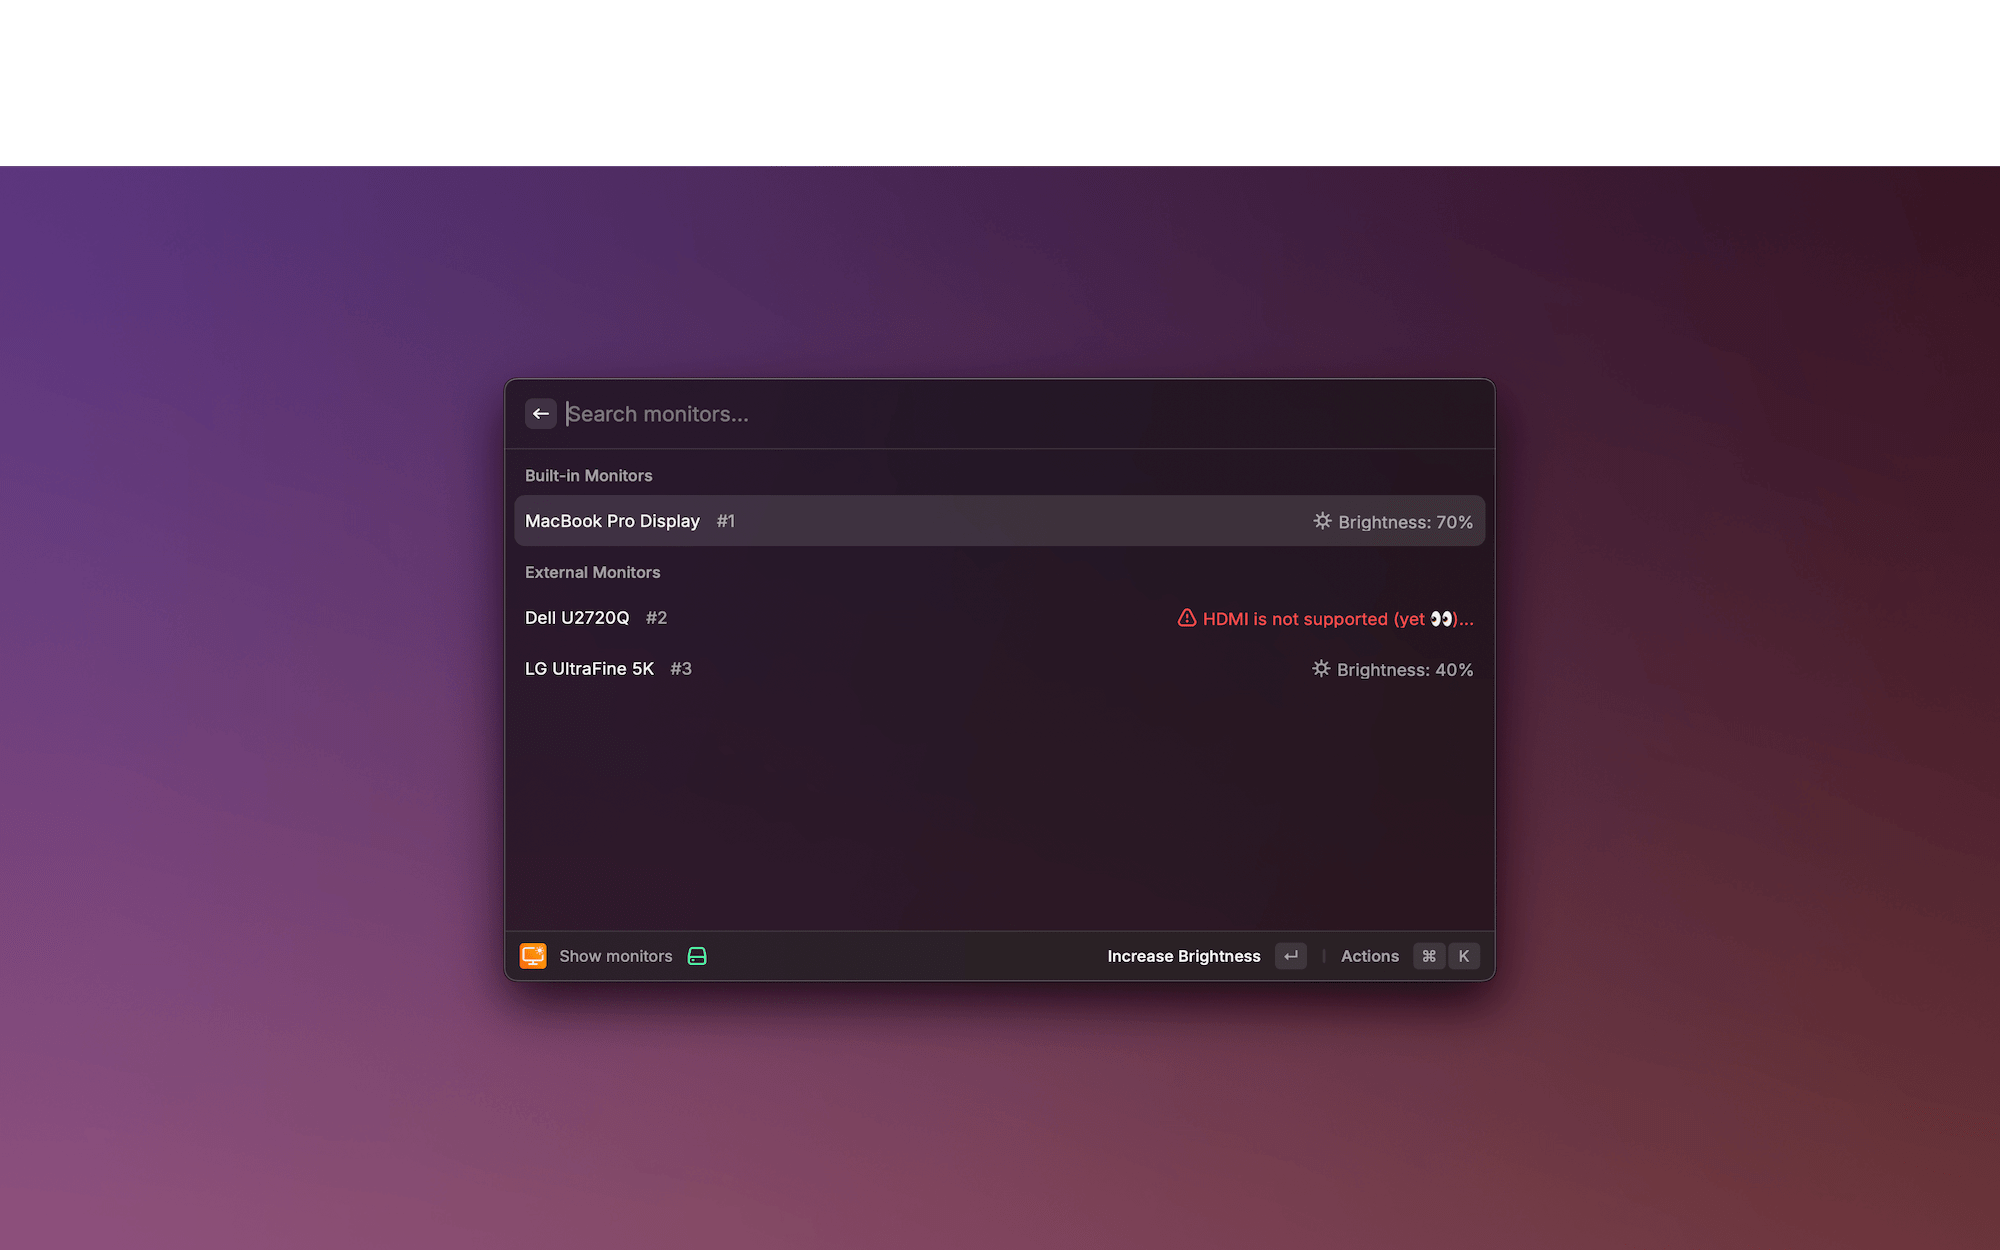 Search monitors...
Built-in Monitors
MacBook Pro Display #1 Brightness: 70%
External Monitors
Dell U2720Q #2 HDMI is not supported (yet 👀)...
LG UltraFine 5K #3 Brightness: 40%
Show monitors Increase Brightness ↵ Actions ⌘ K